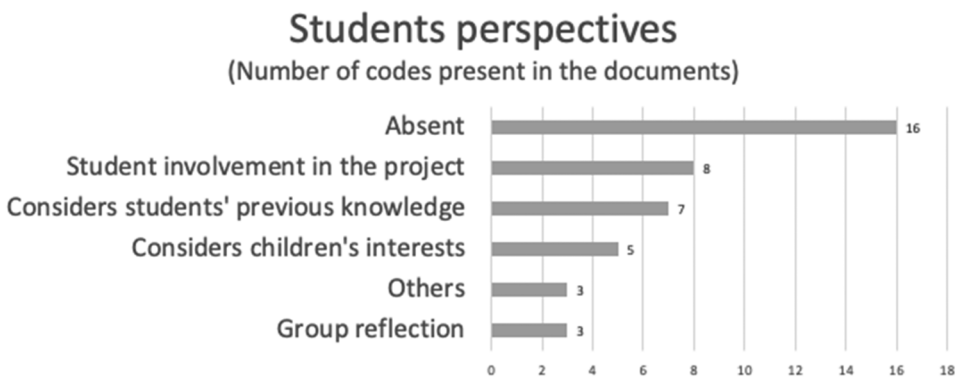 Students perspectives
(Number of codes present in the documents)
Absent 16
Student involvement in the project 8
Considers students' previous knowledge 7
Considers children's interests 5
Others 3
Group reflection 3
0 2 4 6 8 10 12 14 16 18